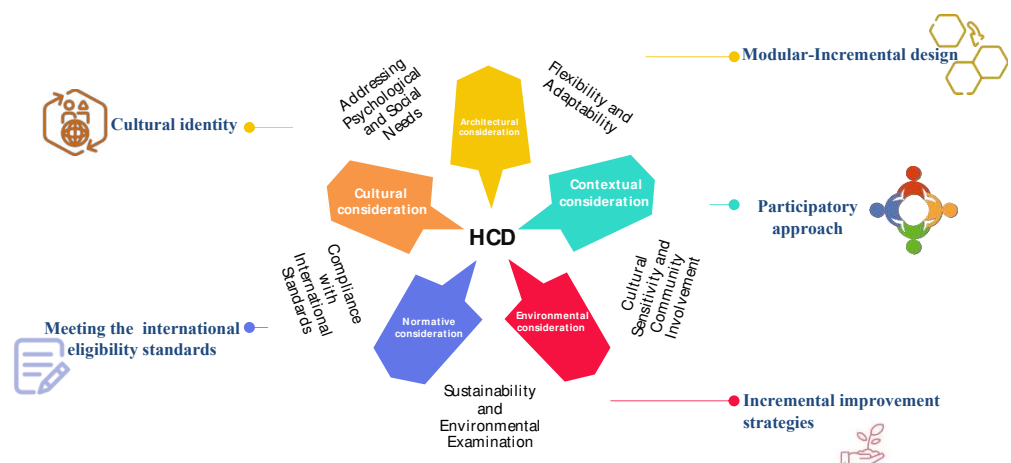 Modular-Incremental design
Flexibility and
Adaptability
Addressing
Psychological
and Social
Needs
Architectural
consideration
Cultural identity
Cultural
consideration
Contextual
consideration
Participatory
approach
HCD
Compliance
with
International
Standards
Cultural
Sensitivity and
Community
Involvement
Normative
consideration
Environmental
consideration
Meeting the international
eligibility standards
Sustainability
and
Environmental
Examination
Incremental improvement
strategies